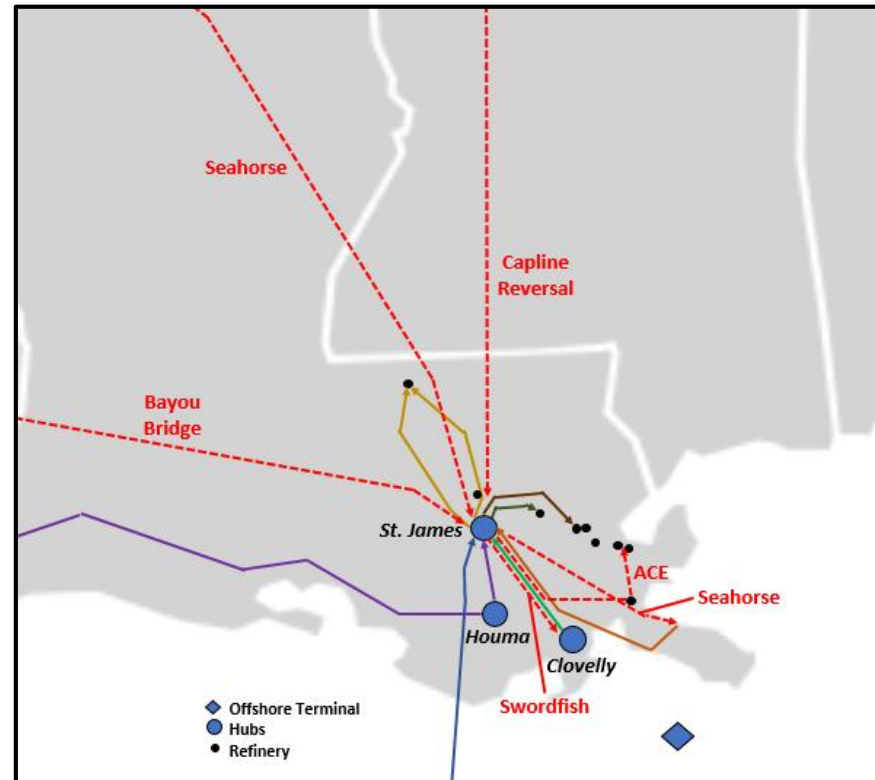 Seahorse
Capline
Reversal
Bayou
Bridge
St. James
ACE
Seahorse
Houma
Clovelly
Swordfish
Offshore Terminal
Hubs
Refinery